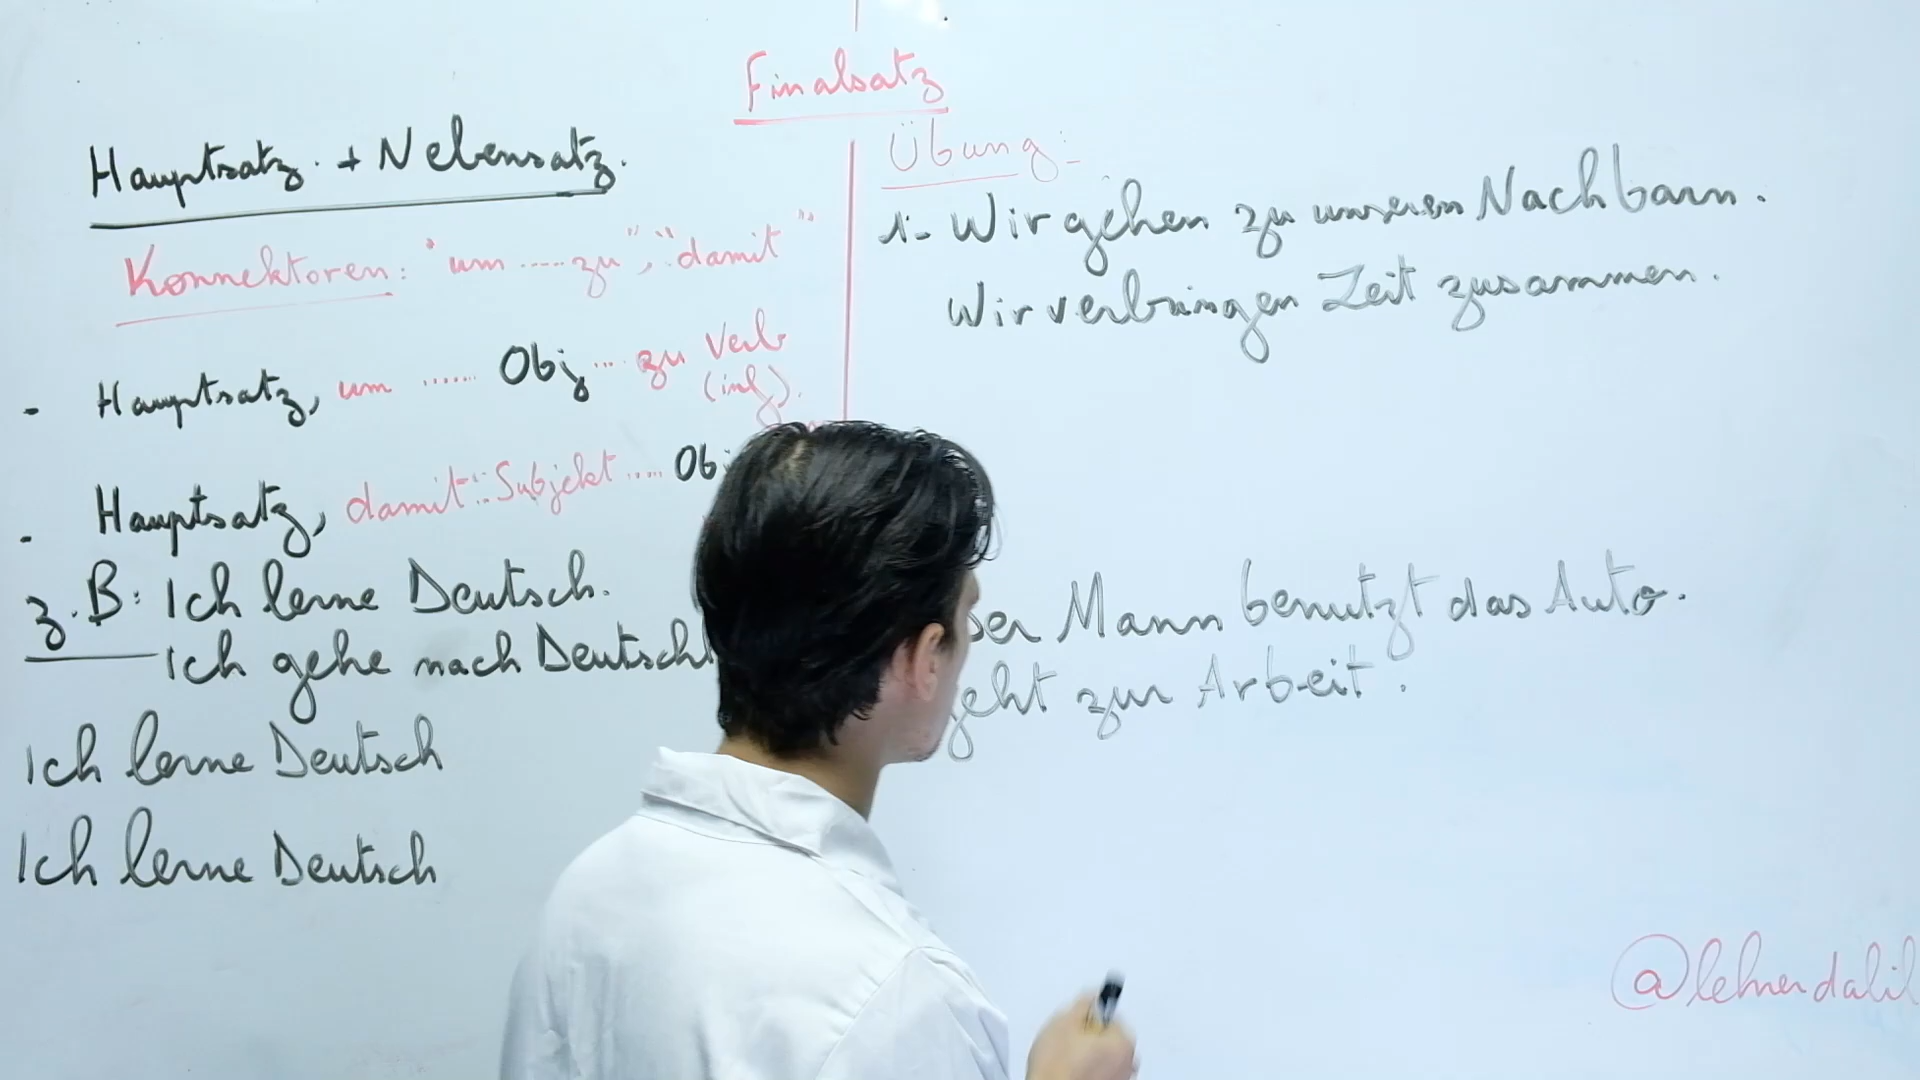 Finalsatz
Hauptsatz. + Nebensatz.
Konnektoren: "um ..... zu", "damit"
- Hauptsatz, um ...... Obj ... zu Verb
(inf).
- Hauptsatz, damit ... Subjekt ..... Obj
z.B: Ich lerne Deutsch.
Ich gehe nach Deutschl
Ich lerne Deutsch
Ich lerne Deutsch
Übung:
1- Wir gehen zu unseren Nachbarn.
Wir verbringen Zeit zusammen.
Mann benutzt das Auto.
geht zur Arbeit.
@lehrerdalil